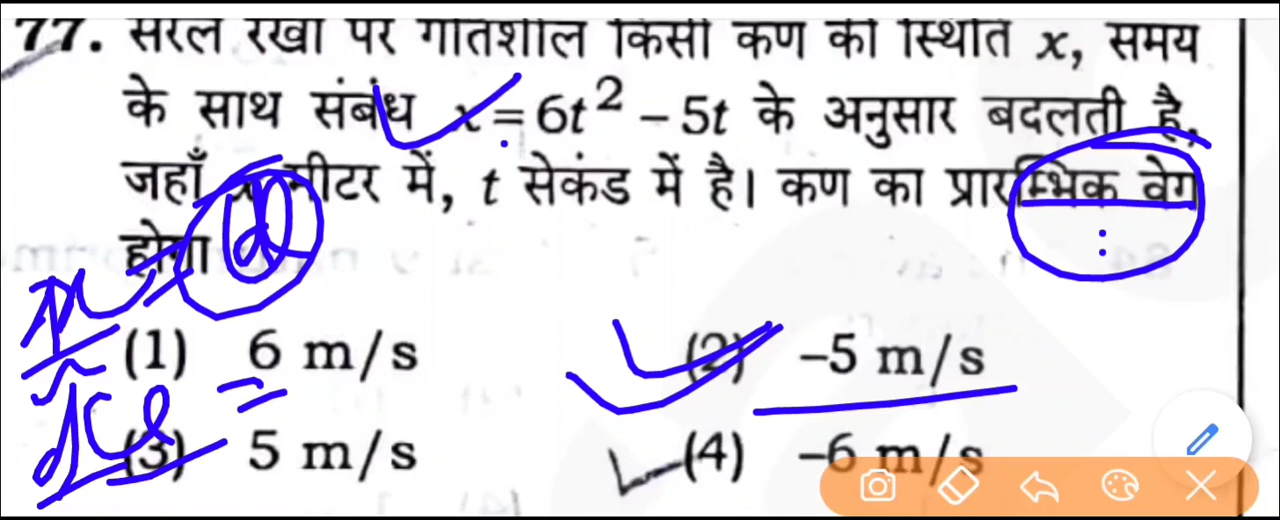 77. सरल रेखा पर गतिशील किसी कण की स्थिति x, समय
के साथ संबंध x = 6t² – 5t के अनुसार बदलती है,
जहाँ x मीटर में, t सेकंड में है। कण का प्रारम्भिक वेग
होगा
(1) 6 m/s (2) –5 m/s
(3) 5 m/s (4) –6 m/s